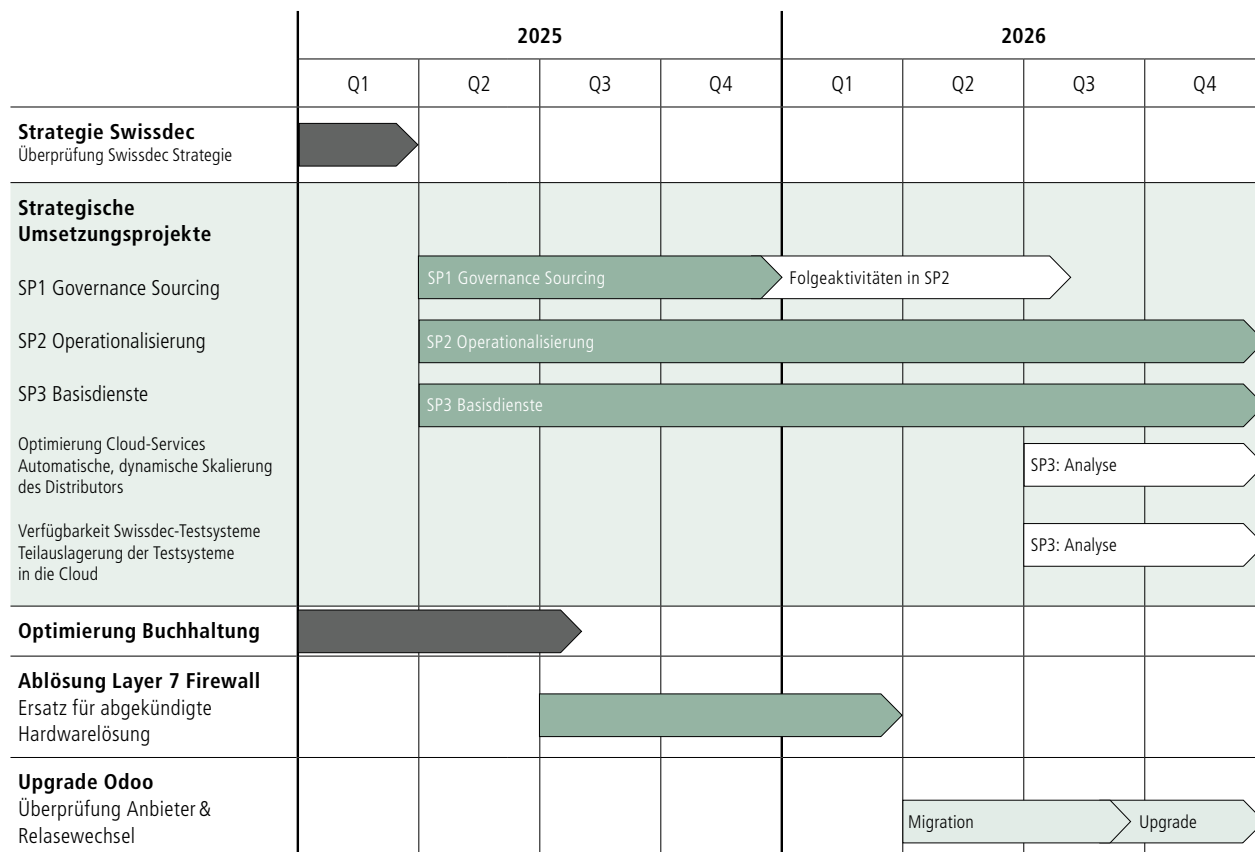 2025 2026
Q1 Q2 Q3 Q4 Q1 Q2 Q3 Q4
Strategie Swissdec
Überprüfung Swissdec Strategie
Strategische
Umsetzungsprojekte
SP1 Governance Sourcing
SP1 Governance Sourcing
Folgeaktivitäten in SP2
SP2 Operationalisierung
SP2 Operationalisierung
SP3 Basisdienste
SP3 Basisdienste
Optimierung Cloud-Services
Automatische, dynamische Skalierung
des Distributors
SP3: Analyse
Verfügbarkeit Swissdec-Testsysteme
Teilauslagerung der Testsysteme
in die Cloud
SP3: Analyse
Optimierung Buchhaltung
Ablösung Layer 7 Firewall
Ersatz für abgekündigte
Hardwarelösung
Upgrade Odoo
Überprüfung Anbieter &
Relasewechsel
Migration
Upgrade